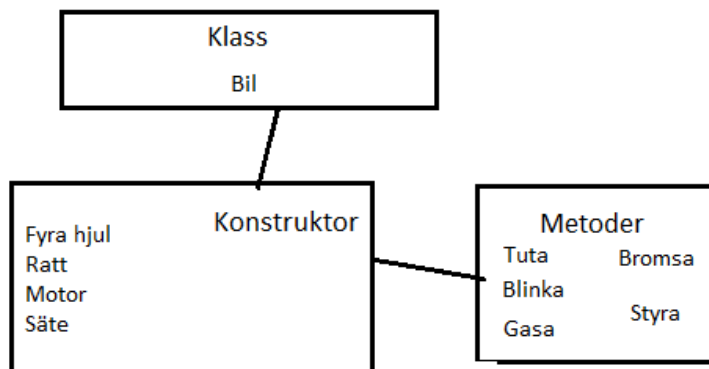 Klass
Bil
Konstruktor
Fyra hjul
Ratt
Motor
Säte
Metoder
Tuta
Bromsa
Blinka
Styra
Gasa